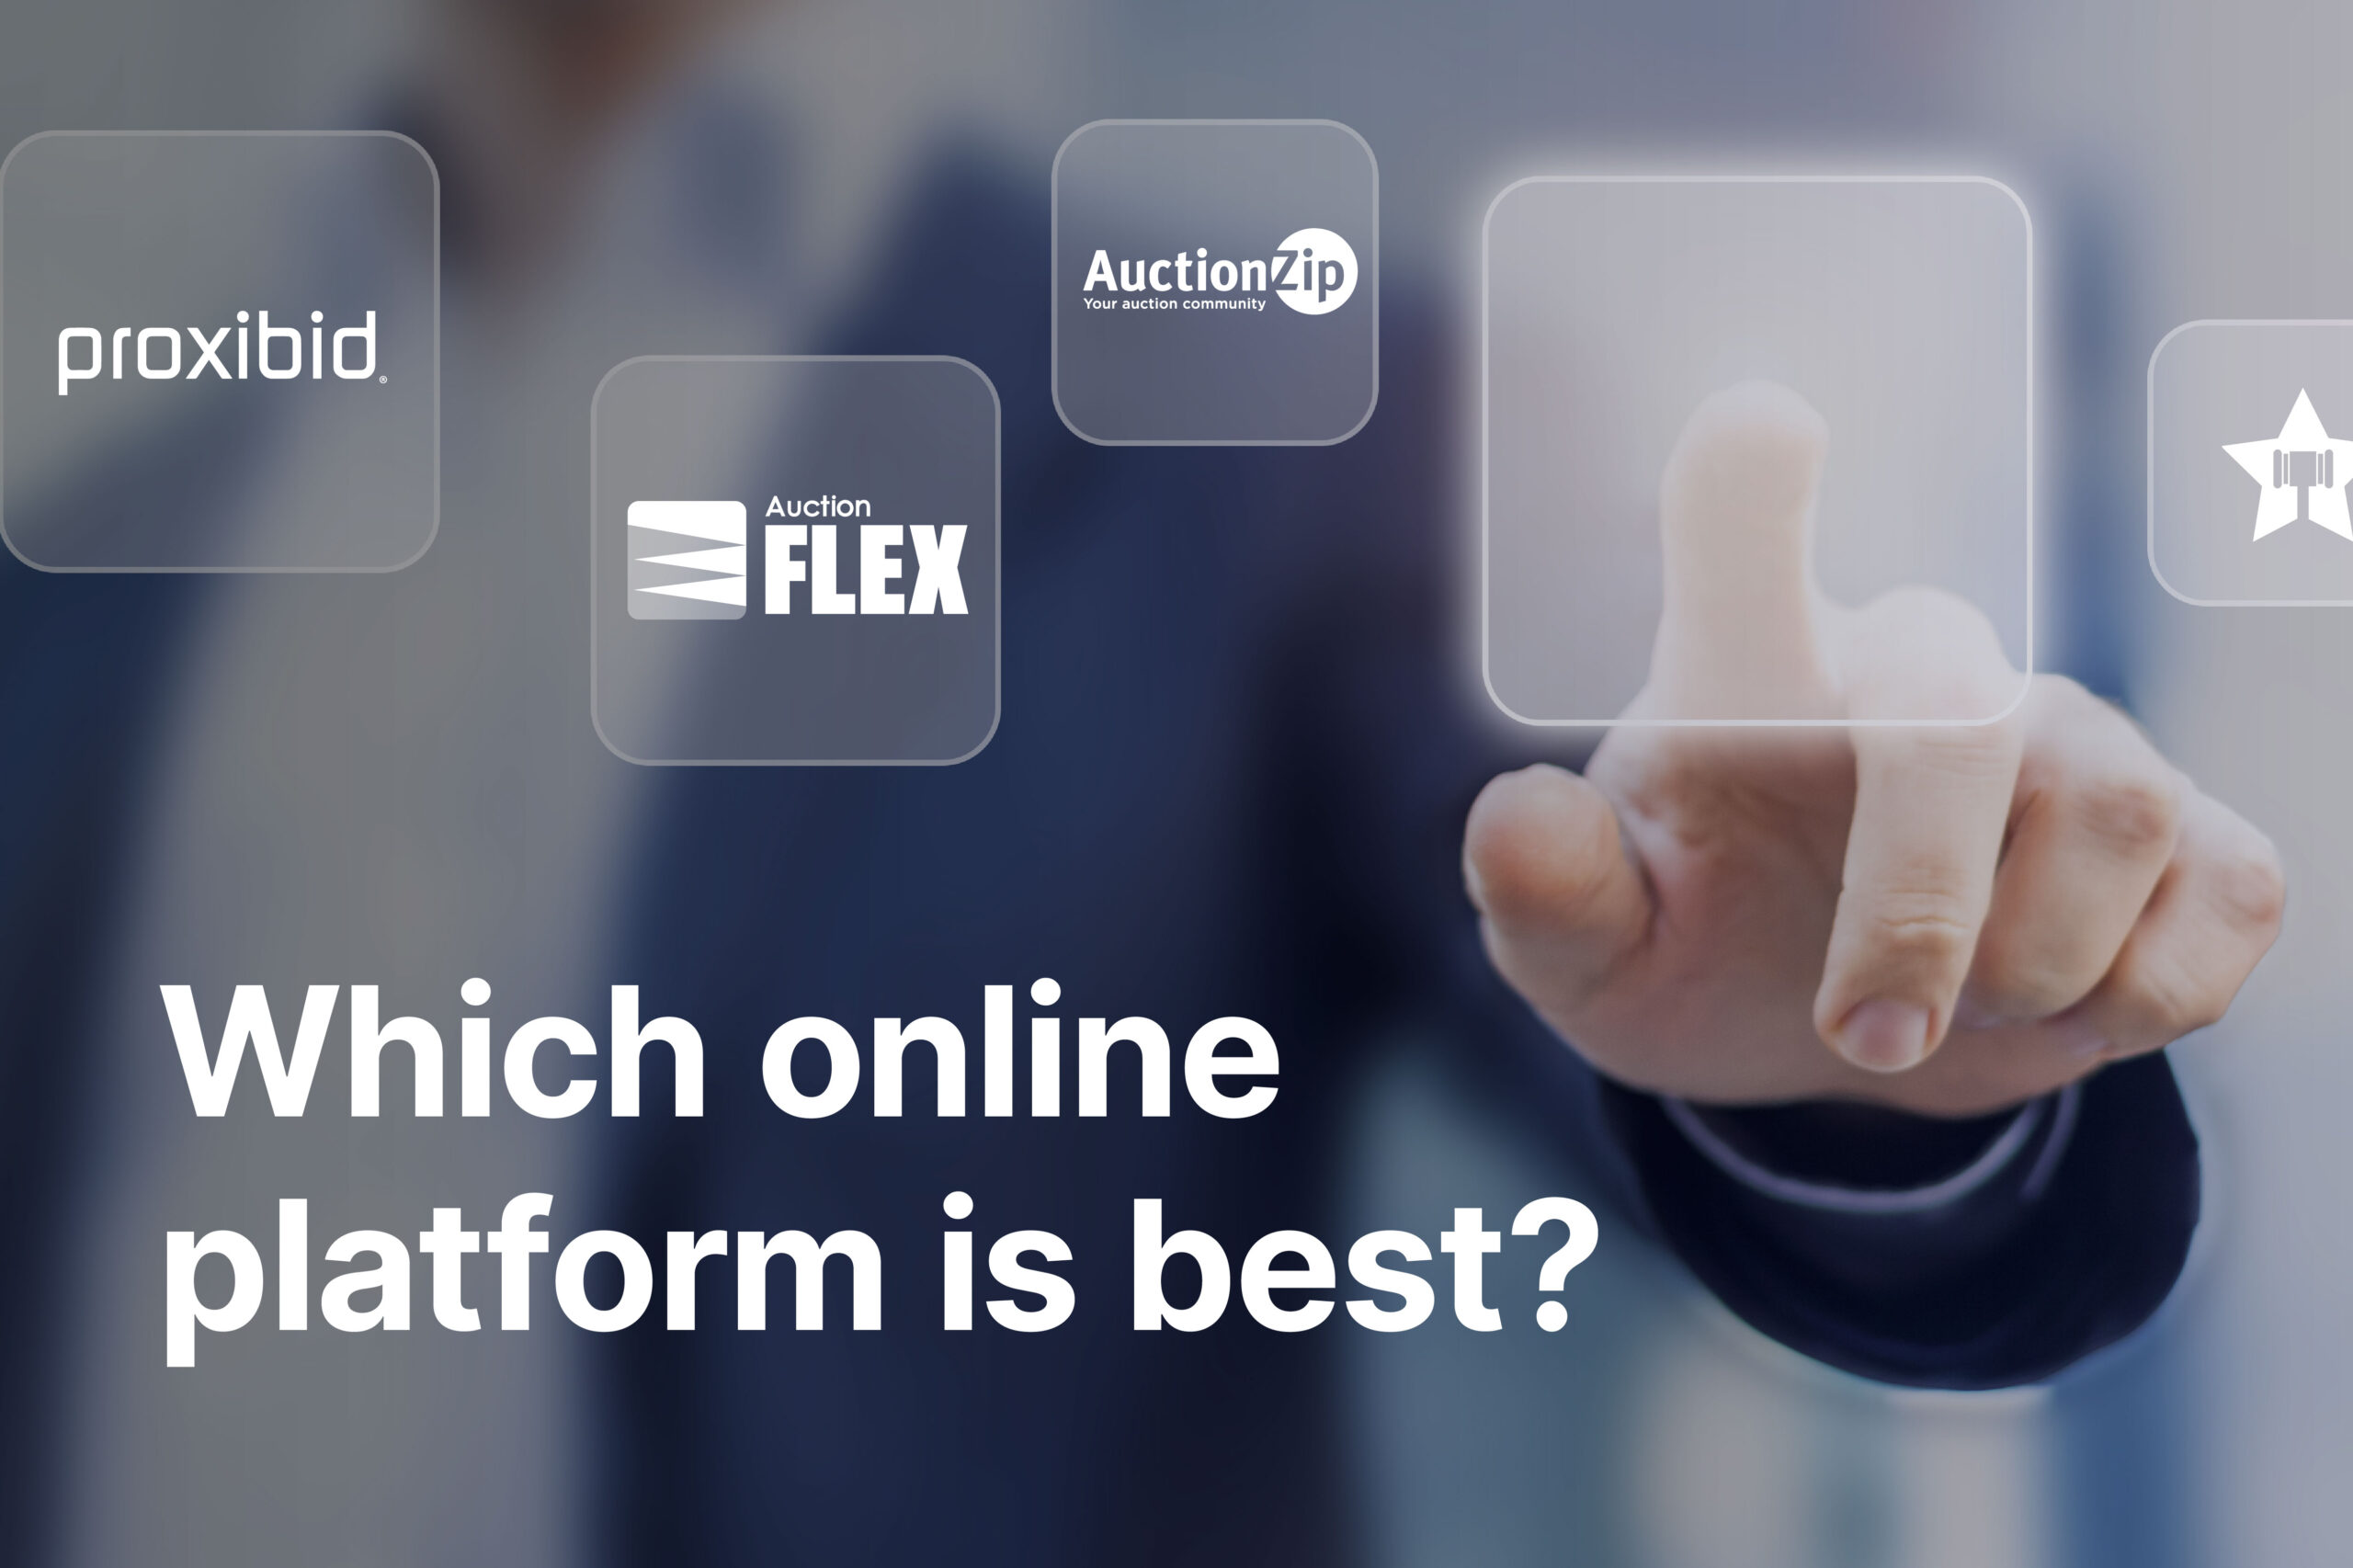 proxibid®
AuctionZip
Your auction community
Auction
FLEX
Which online
platform is best?